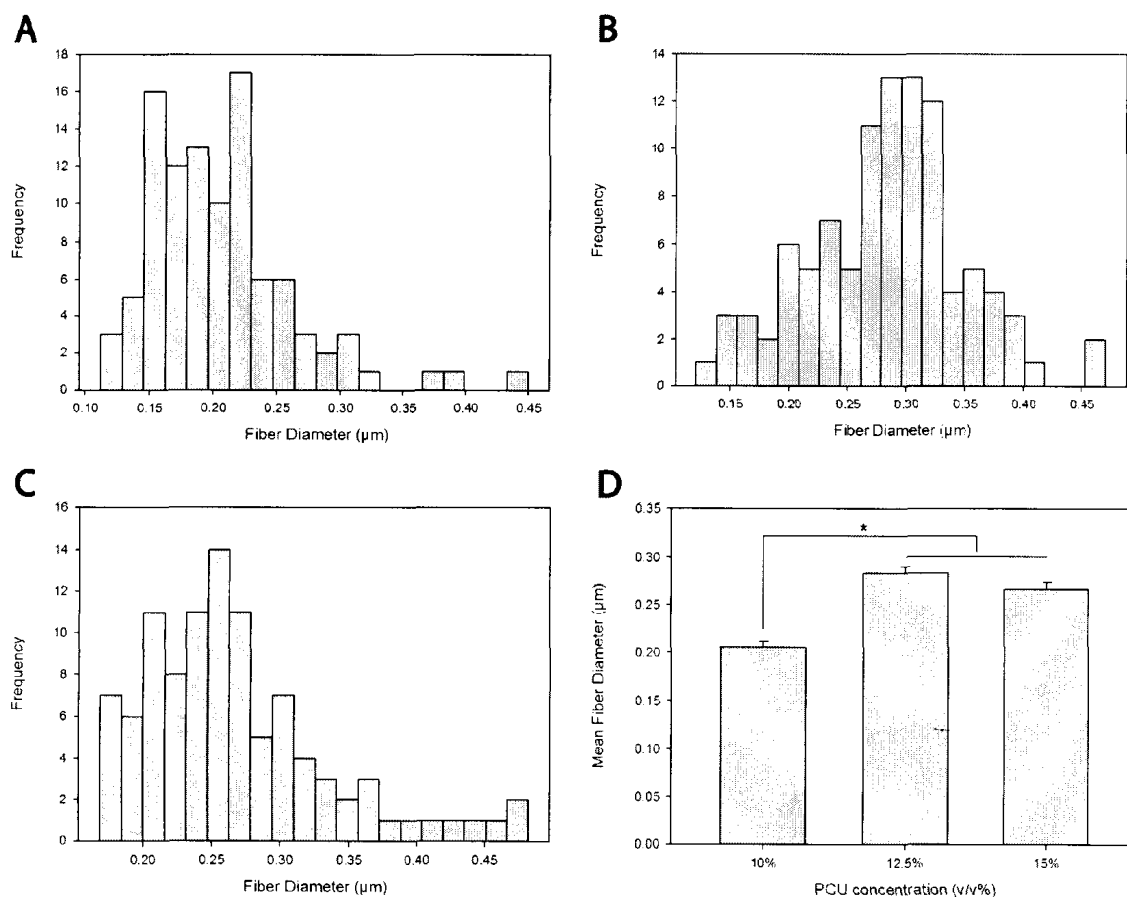 A
18
16
14
12
10
8
6
4
2
0
Frequency
0.10 0.15 0.20 0.25 0.30 0.35 0.40 0.45
Fiber Diameter (µm)
B
14
12
10
8
6
4
2
0
Frequency
0.15 0.20 0.25 0.30 0.35 0.40 0.45
Fiber Diameter (µm)
C
16
14
12
10
8
6
4
2
0
Frequency
0.20 0.25 0.30 0.35 0.40 0.45
Fiber Diameter (µm)
D
0.35
0.30
0.25
0.20
0.15
0.10
0.05
0.00
Mean Fiber Diameter (µm)
*
10% 12.5% 15%
PCU concentration (v/v%)